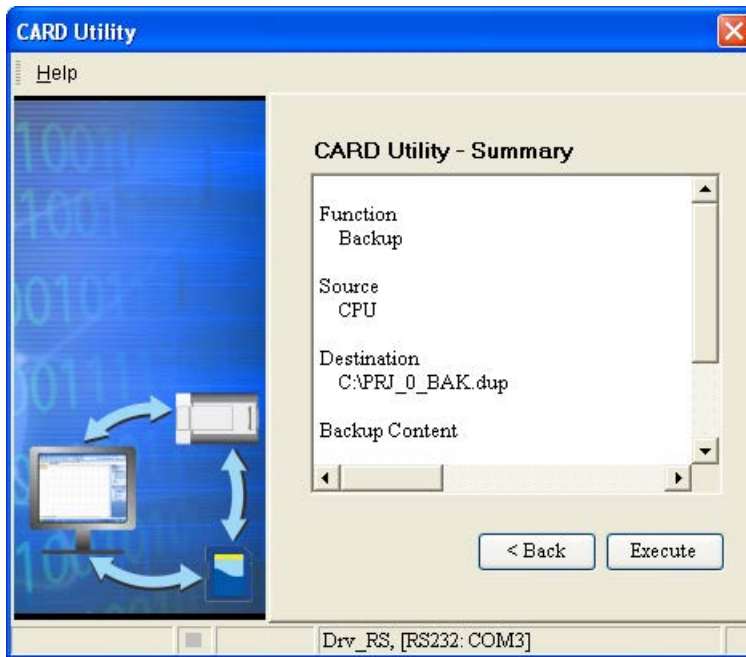 CARD Utility
Help
CARD Utility - Summary
Function
Backup
Source
CPU
Destination
C:\PRJ_0_BAK.dup
Backup Content
< Back
Execute
Drv_RS, [RS232: COM3]